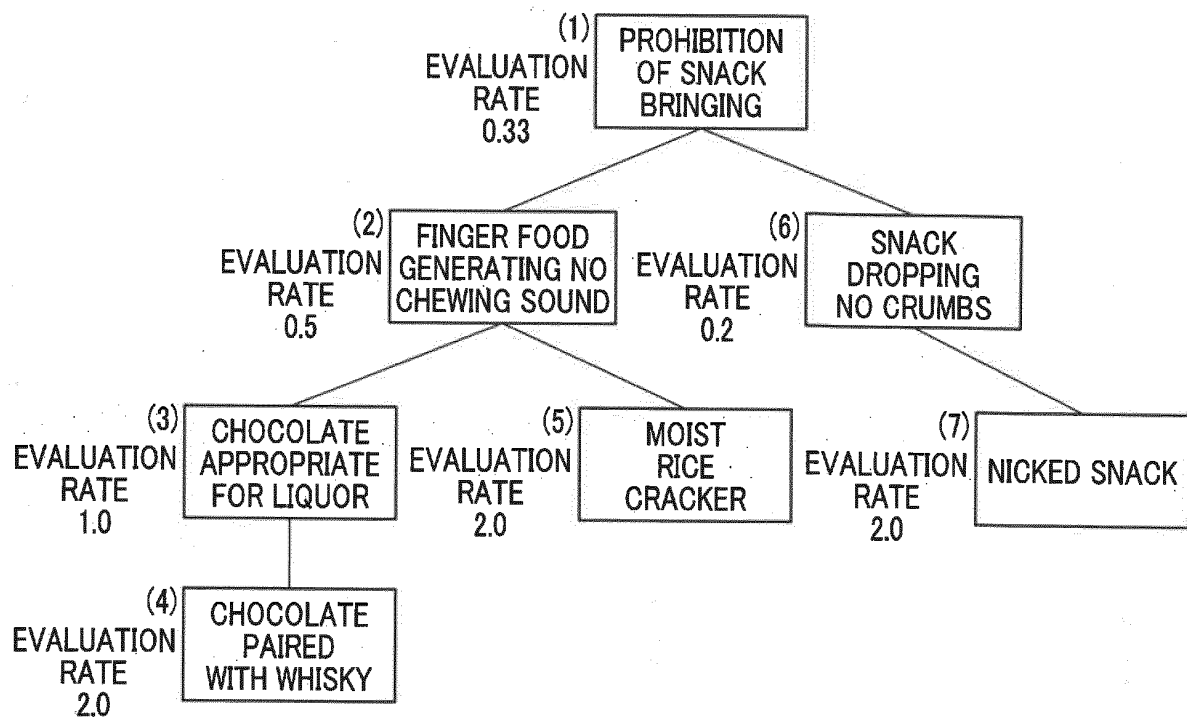 (1)
EVALUATION
RATE
0.33
PROHIBITION
OF SNACK
BRINGING
(2)
EVALUATION
RATE
0.5
FINGER FOOD
GENERATING NO
CHEWING SOUND
(6)
EVALUATION
RATE
0.2
SNACK
DROPPING
NO CRUMBS
(3)
EVALUATION
RATE
1.0
CHOCOLATE
APPROPRIATE
FOR LIQUOR
(5)
EVALUATION
RATE
2.0
MOIST
RICE
CRACKER
(7)
EVALUATION
RATE
2.0
NICKED SNACK
(4)
EVALUATION
RATE
2.0
CHOCOLATE
PAIRED
WITH WHISKY